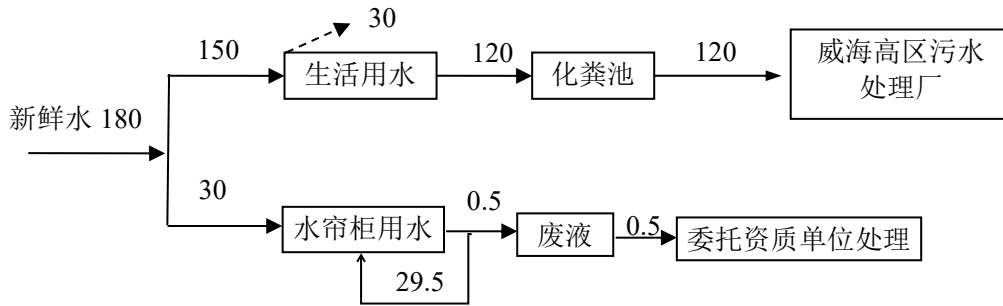 30
150
生活用水
120
化粪池
120
威海高区污水
处理厂
新鲜水 180
30
水帘柜用水
0.5
废液
0.5
委托资质单位处理
29.5